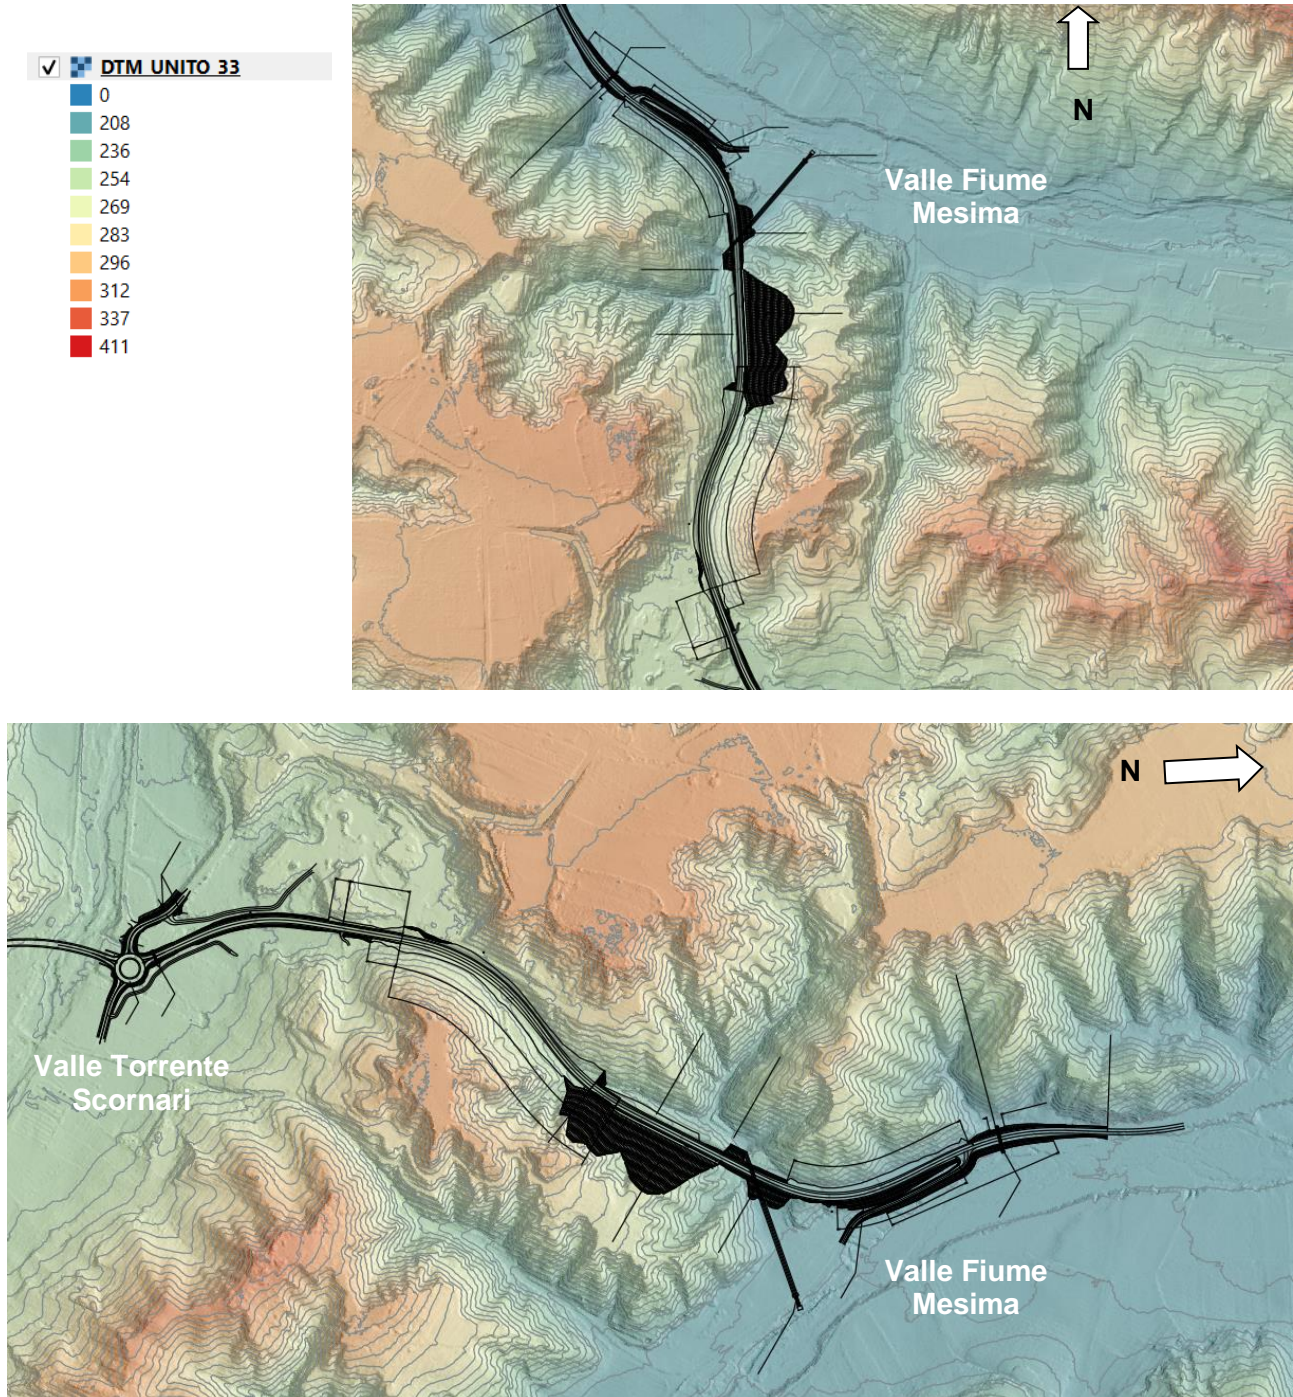 DTM UNITO 33
0
208
236
254
269
283
296
312
337
411
N
Valle Fiume
Mesima
N
Valle Torrente
Scornari
Valle Fiume
Mesima